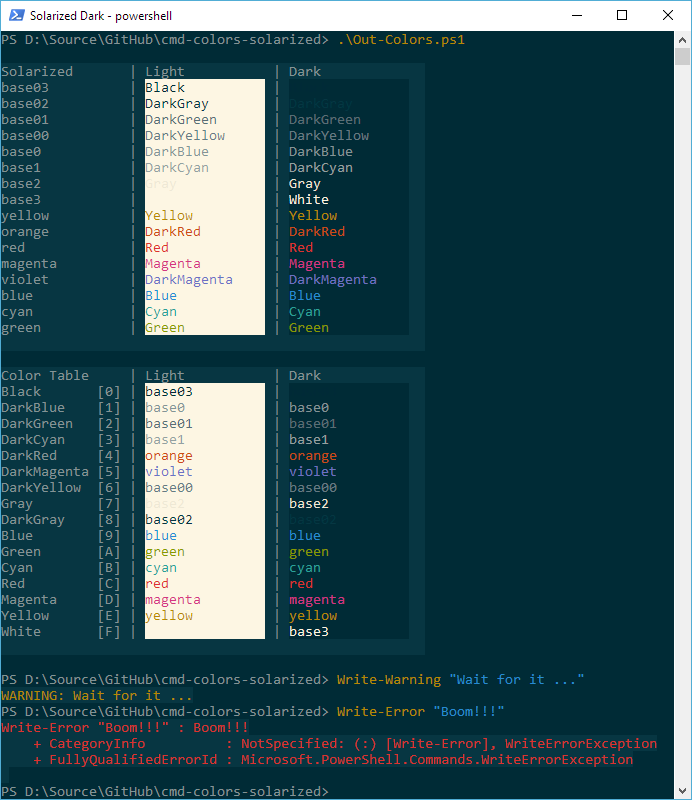 Solarized Dark - powershell
PS D:\Source\GitHub\cmd-colors-solarized> .\Out-Colors.ps1
Solarized | Light | Dark
base03 | Black |
base02 | DarkGray | DarkGray
base01 | DarkGreen | DarkGreen
base00 | DarkYellow | DarkYellow
base0 | DarkBlue | DarkBlue
base1 | DarkCyan | DarkCyan
base2 | Gray | Gray
base3 | | White
yellow | Yellow | Yellow
orange | DarkRed | DarkRed
red | Red | Red
magenta | Magenta | Magenta
violet | DarkMagenta | DarkMagenta
blue | Blue | Blue
cyan | Cyan | Cyan
green | Green | Green
Color Table | Light | Dark
Black [0] | base03 |
DarkBlue [1] | base0 | base0
DarkGreen [2] | base01 | base01
DarkCyan [3] | base1 | base1
DarkRed [4] | orange | orange
DarkMagenta [5] | violet | violet
DarkYellow [6] | base00 | base00
Gray [7] | base2 | base2
DarkGray [8] | base02 | base02
Blue [9] | blue | blue
Green [A] | green | green
Cyan [B] | cyan | cyan
Red [C] | red | red
Magenta [D] | magenta | magenta
Yellow [E] | yellow | yellow
White [F] | | base3
PS D:\Source\GitHub\cmd-colors-solarized> Write-Warning "Wait for it ..."
WARNING: Wait for it ...
PS D:\Source\GitHub\cmd-colors-solarized> Write-Error "Boom!!!"
Write-Error "Boom!!!" : Boom!!!
+ CategoryInfo : NotSpecified: (:) [Write-Error], WriteErrorException
+ FullyQualifiedErrorId : Microsoft.PowerShell.Commands.WriteErrorException
PS D:\Source\GitHub\cmd-colors-solarized>